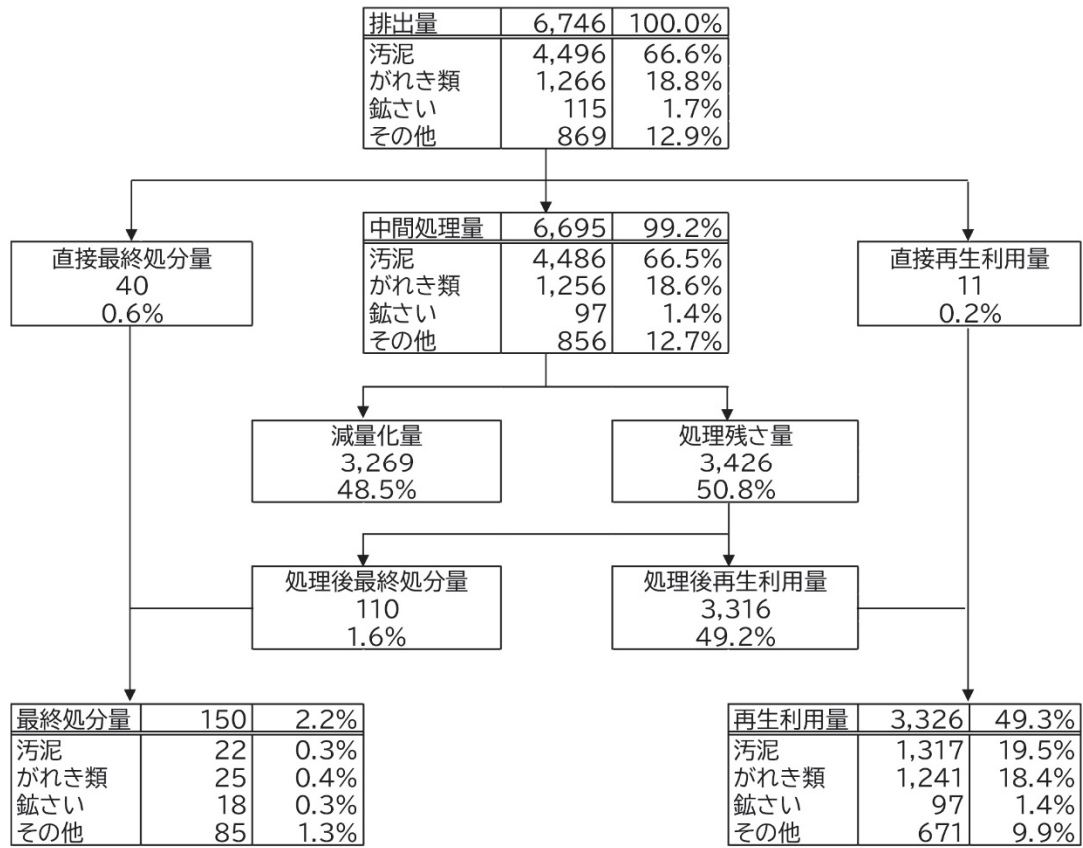 排出量 6,746 100.0%
汚泥 4,496 66.6%
がれき類 1,266 18.8%
鉱さい 115 1.7%
その他 869 12.9%
直接最終処分量
40
0.6%
中間処理量 6,695 99.2%
汚泥 4,486 66.5%
がれき類 1,256 18.6%
鉱さい 97 1.4%
その他 856 12.7%
直接再生利用量
11
0.2%
減量化量
3,269
48.5%
処理残さ量
3,426
50.8%
処理後最終処分量
110
1.6%
処理後再生利用量
3,316
49.2%
最終処分量 150 2.2%
汚泥 22 0.3%
がれき類 25 0.4%
鉱さい 18 0.3%
その他 85 1.3%
再生利用量 3,326 49.3%
汚泥 1,317 19.5%
がれき類 1,241 18.4%
鉱さい 97 1.4%
その他 671 9.9%